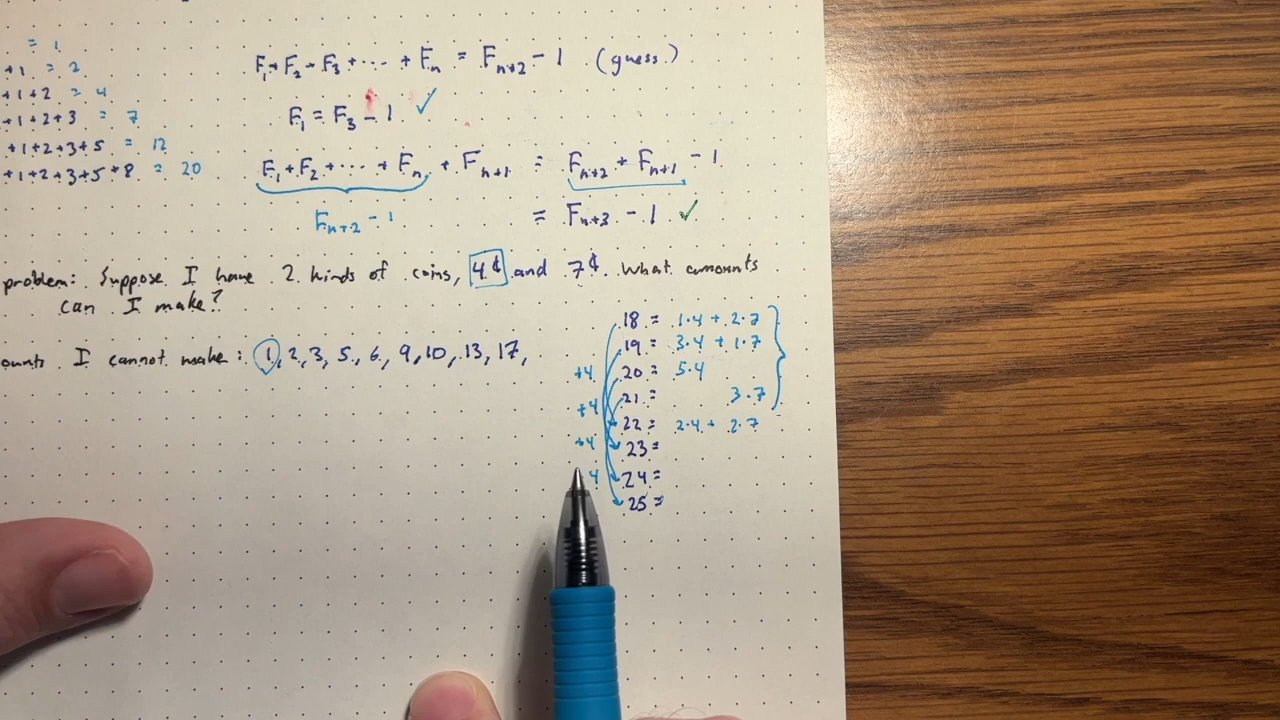 = 1
+1 = 2
+1+2 = 4
+1+2+3 = 7
+1+2+3+5 = 12
+1+2+3+5+8 = 20
F₁+F₂+F₃+⋯+Fₙ = Fₙ₊₂ - 1 (guess)
F₁ = F₃ - 1 ✓
F₁+F₂+⋯+Fₙ + Fₙ₊₁ = Fₙ₊₂ + Fₙ₊₁ - 1
Fₙ₊₂ - 1 = Fₙ₊₃ - 1 ✓
problem: Suppose I have 2 kinds of coins, 4¢ and 7¢. What amounts
can I make?
ounts I cannot make: 1, 2, 3, 5, 6, 9, 10, 13, 17,
18 = 1·4 + 2·7
19 = 3·4 + 1·7
20 = 5·4
21 = 3·7
22 = 2·4 + 2·7
23 =
24 =
25 =
+4
+4
+4
4